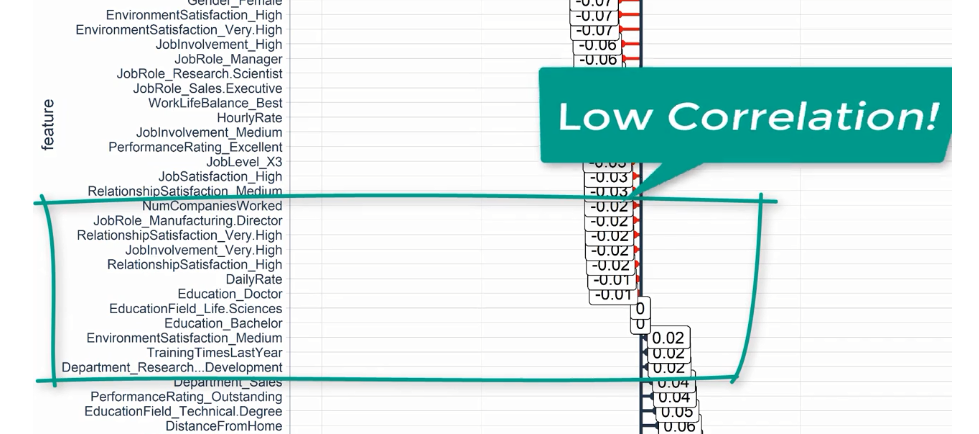 Gender_Female -0.07
EnvironmentSatisfaction_High -0.07
EnvironmentSatisfaction_Very.High -0.07
JobInvolvement_High -0.06
JobRole_Manager -0.06
JobRole_Research.Scientist
JobRole_Sales.Executive
WorkLifeBalance_Best
HourlyRate
JobInvolvement_Medium
PerformanceRating_Excellent
JobLevel_X3 -0.03
JobSatisfaction_High -0.03
RelationshipSatisfaction_Medium -0.03
NumCompaniesWorked -0.02
JobRole_Manufacturing.Director -0.02
RelationshipSatisfaction_Very.High -0.02
JobInvolvement_Very.High -0.02
RelationshipSatisfaction_High -0.02
DailyRate -0.01
Education_Doctor -0.01
EducationField_Life.Sciences 0
Education_Bachelor 0
EnvironmentSatisfaction_Medium 0.02
TrainingTimesLastYear 0.02
Department_Research...Development 0.02
Department_Sales 0.04
PerformanceRating_Outstanding 0.04
EducationField_Technical.Degree 0.05
DistanceFromHome 0.06
feature
Low Correlation!